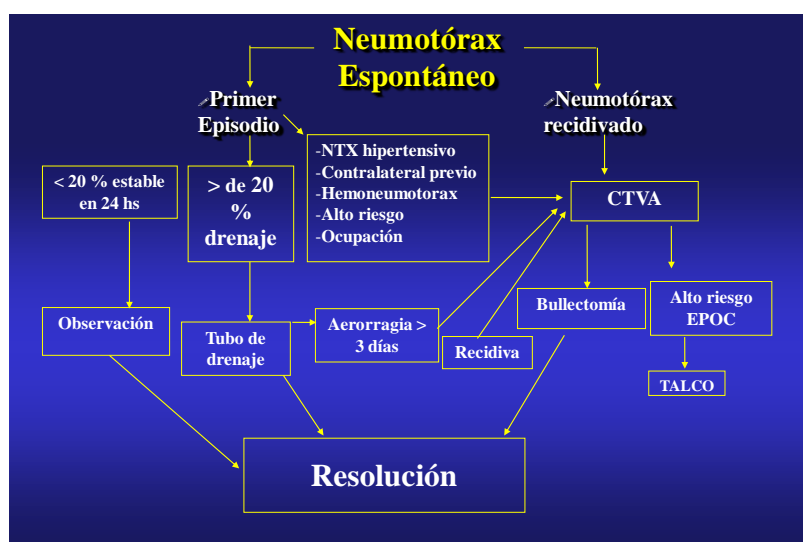 Neumotórax
Espontáneo
Primer
Episodio
Neumotórax
recidivado
< 20 % estable
en 24 hs
> de 20
%
drenaje
-NTX hipertensivo
-Contralateral previo
-Hemoneumotorax
-Alto riesgo
-Ocupación
CTVA
Observación
Tubo de
drenaje
Aerorragia >
3 días
Recidiva
Bullectomía
Alto riesgo
EPOC
TALCO
Resolución